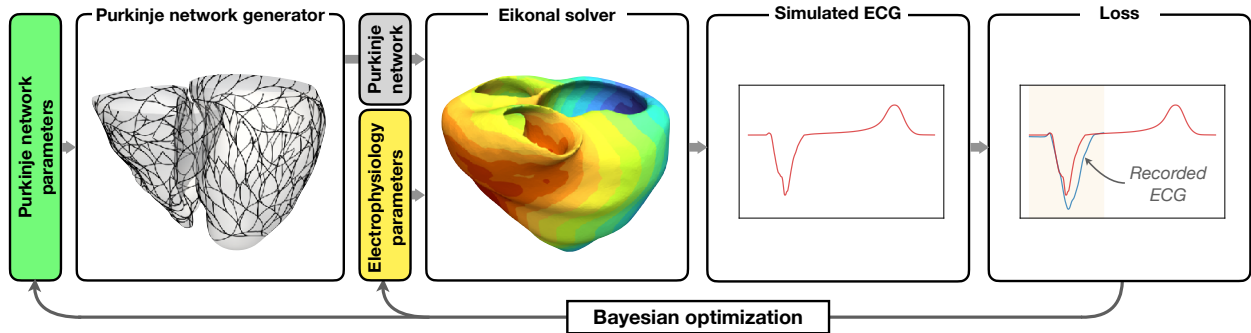 Purkinje network generator
Eikonal solver
Simulated ECG
Loss
Purkinje network
parameters
Purkinje
network
Electrophysiology
parameters
Recorded
ECG
Bayesian optimization